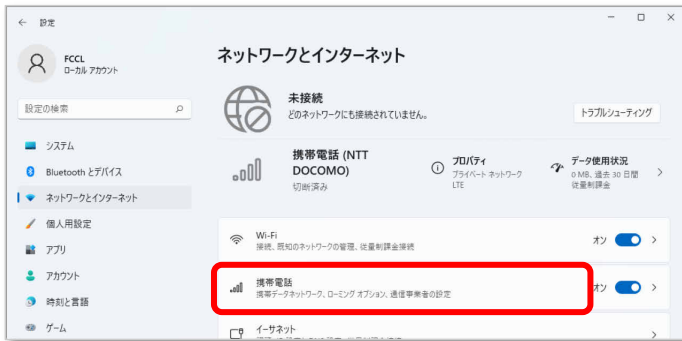 ← 設定
FCCL
ローカル アカウント
設定の検索
システム
Bluetooth とデバイス
ネットワークとインターネット
個人用設定
アプリ
アカウント
時刻と言語
ゲーム
ネットワークとインターネット
未接続
どのネットワークにも接続されていません。
トラブルシューティング
携帯電話 (NTT
DOCOMO)
切断済み
プロパティ
プライベート ネットワーク
LTE
データ使用状況
0 MB、過去 30 日間
従量制課金
Wi-Fi
接続、既知のネットワークの管理、従量制課金接続
オン
携帯電話
携帯データネットワーク、ローミング オプション、通信事業者の設定
オン
イーサネット